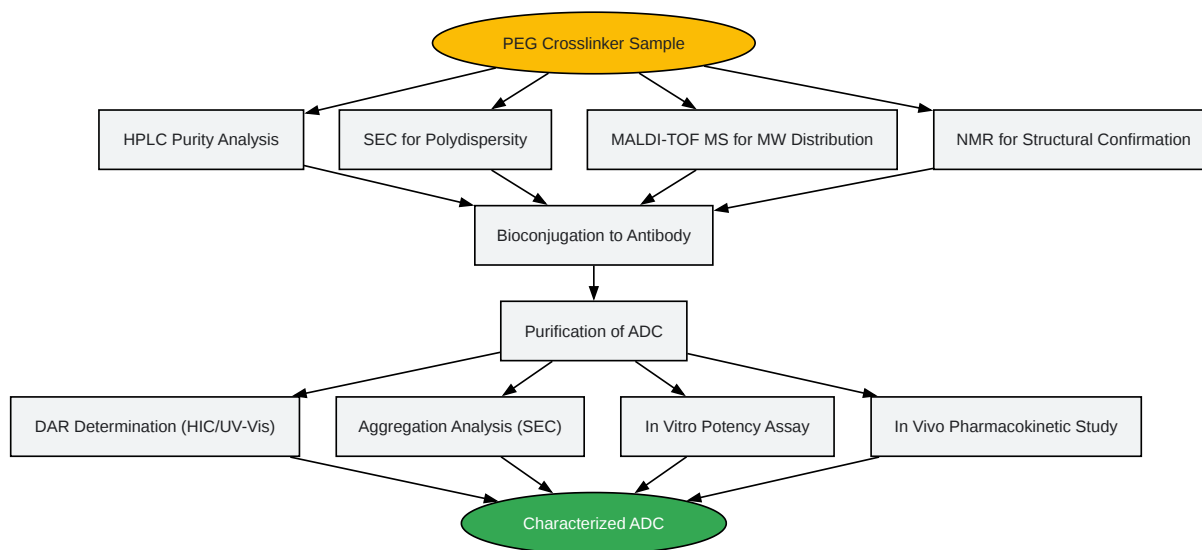 PEG Crosslinker Sample
HPLC Purity Analysis
SEC for Polydispersity
MALDI-TOF MS for MW Distribution
NMR for Structural Confirmation
Bioconjugation to Antibody
Purification of ADC
DAR Determination (HIC/UV-Vis)
Aggregation Analysis (SEC)
In Vitro Potency Assay
In Vivo Pharmacokinetic Study
Characterized ADC